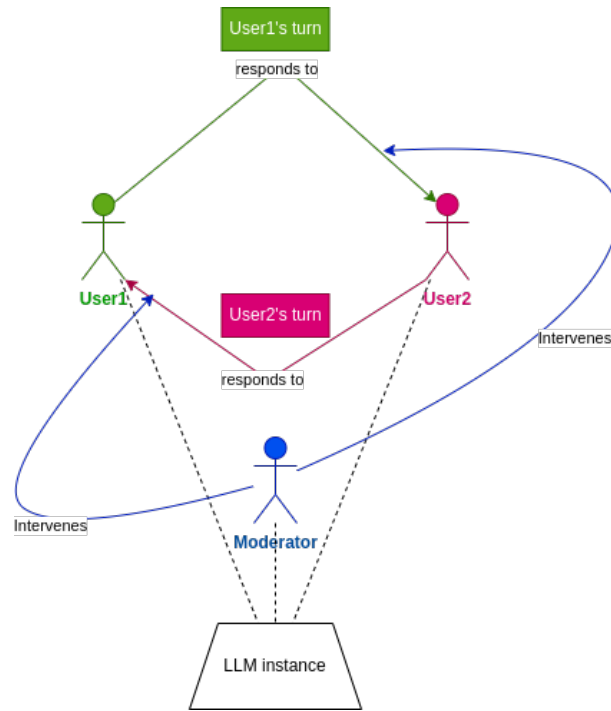 User1's turn
responds to
User1
User2
User2's turn
Intervenes
responds to
Intervenes
Moderator
LLM instance